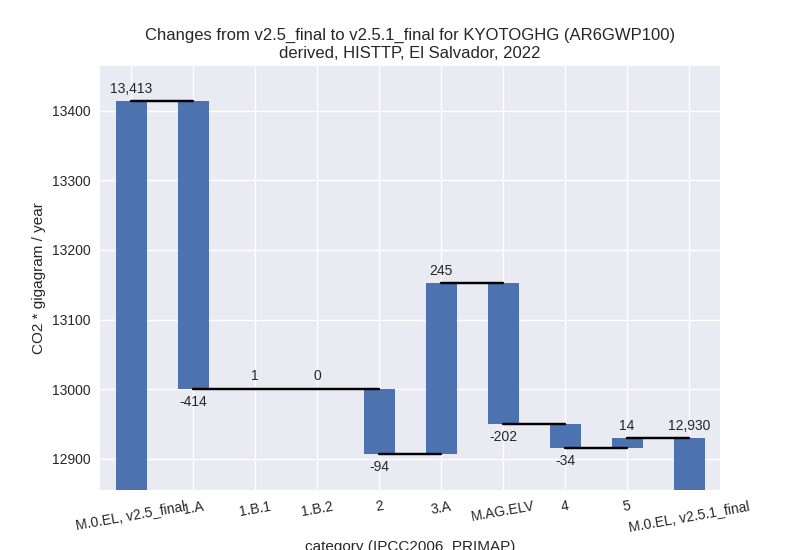 Changes from v2.5_final to v2.5.1_final for KYOTOGHG (AR6GWP100)
derived, HISTTP, El Salvador, 2022
CO2 * gigagram / year
13400
13300
13200
13100
13000
12900
13,413
-414
1
0
-94
245
-202
-34
14
12,930
M.0.EL, v2.5_final
1.A
1.B.1
1.B.2
2
3.A
M.AG.ELV
4
5
M.0.EL, v2.5.1_final
category (IPCC2006_PRIMAP)